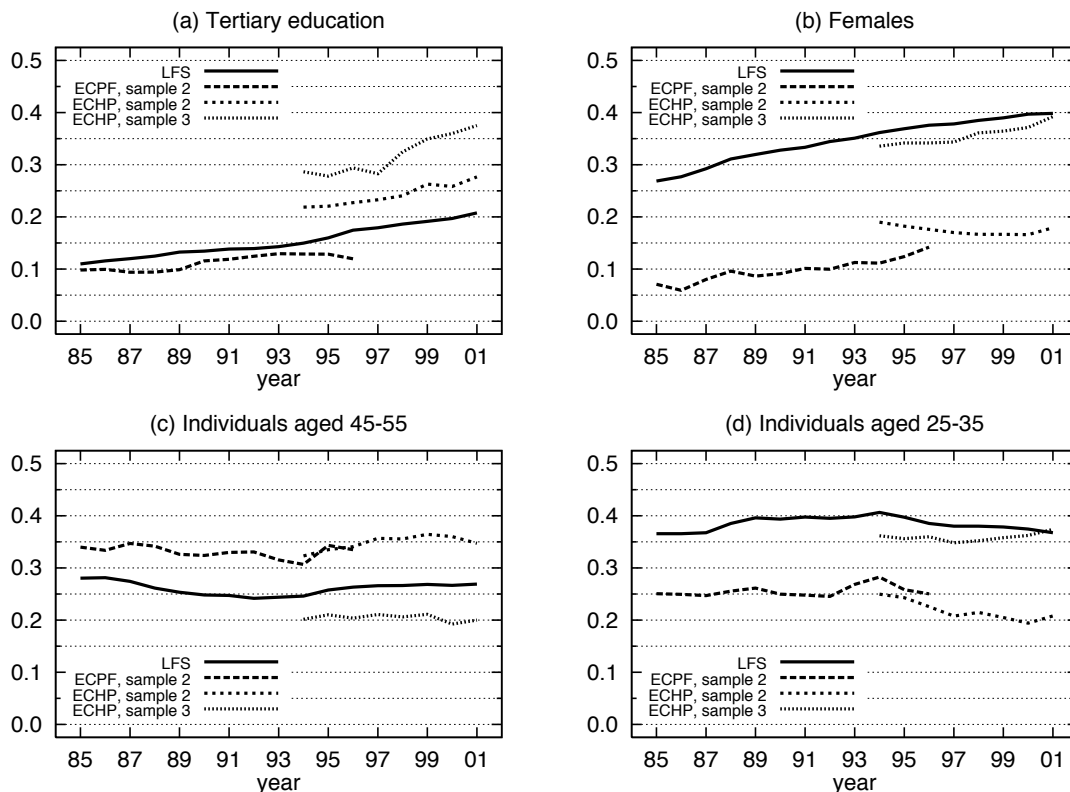 (a) Tertiary education
0.5
0.4
0.3
0.2
0.1
0.0
LFS
ECPF, sample 2
ECHP, sample 2
ECHP, sample 3
85 87 89 91 93 95 97 99 01
year
(b) Females
0.5
0.4
0.3
0.2
0.1
0.0
LFS
ECPF, sample 2
ECHP, sample 2
ECHP, sample 3
85 87 89 91 93 95 97 99 01
year
(c) Individuals aged 45-55
0.5
0.4
0.3
0.2
0.1
0.0
LFS
ECPF, sample 2
ECHP, sample 2
ECHP, sample 3
85 87 89 91 93 95 97 99 01
year
(d) Individuals aged 25-35
0.5
0.4
0.3
0.2
0.1
0.0
LFS
ECPF, sample 2
ECHP, sample 2
ECHP, sample 3
85 87 89 91 93 95 97 99 01
year